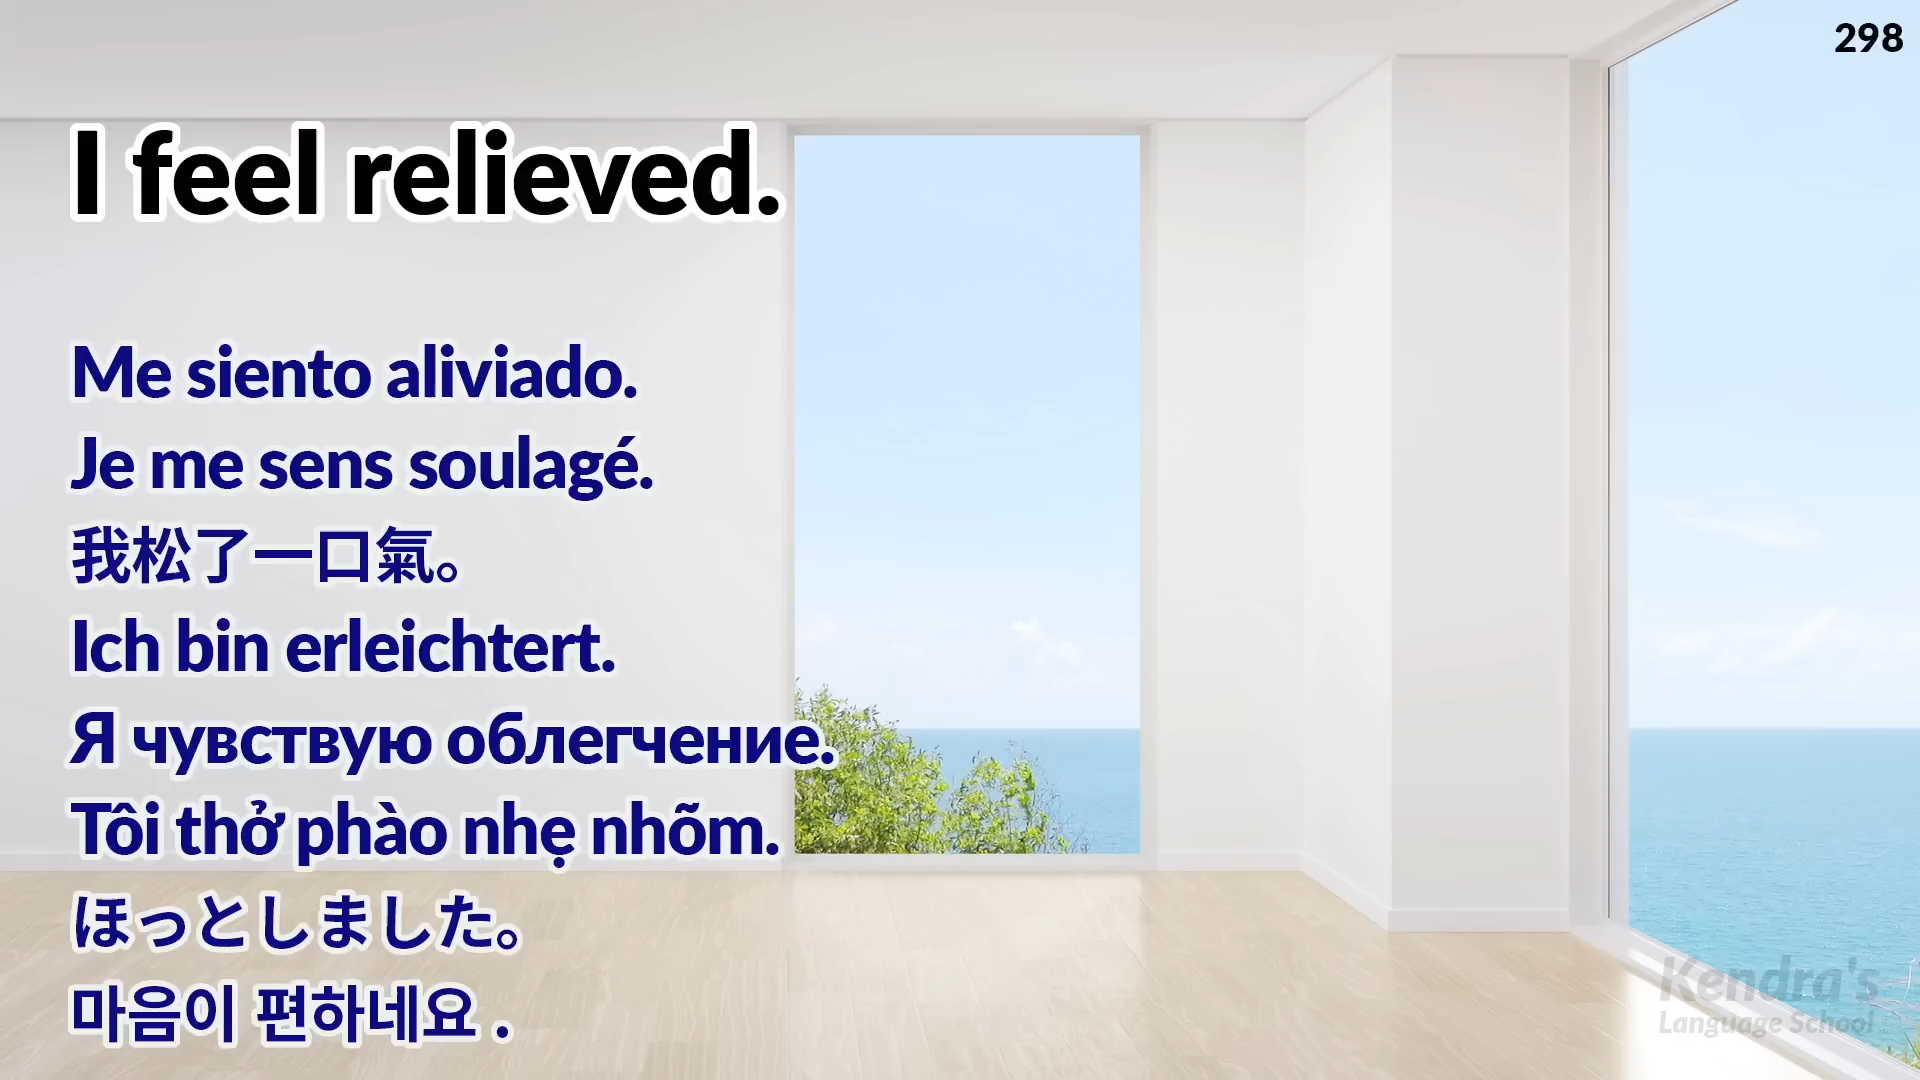 298
I feel relieved.
Me siento aliviado.
Je me sens soulagé.
我松了一口氣。
Ich bin erleichtert.
Я чувствую облегчение.
Tôi thở phào nhẹ nhõm.
ほっとしました。
마음이 편하네요 .
Kendra's
Language School